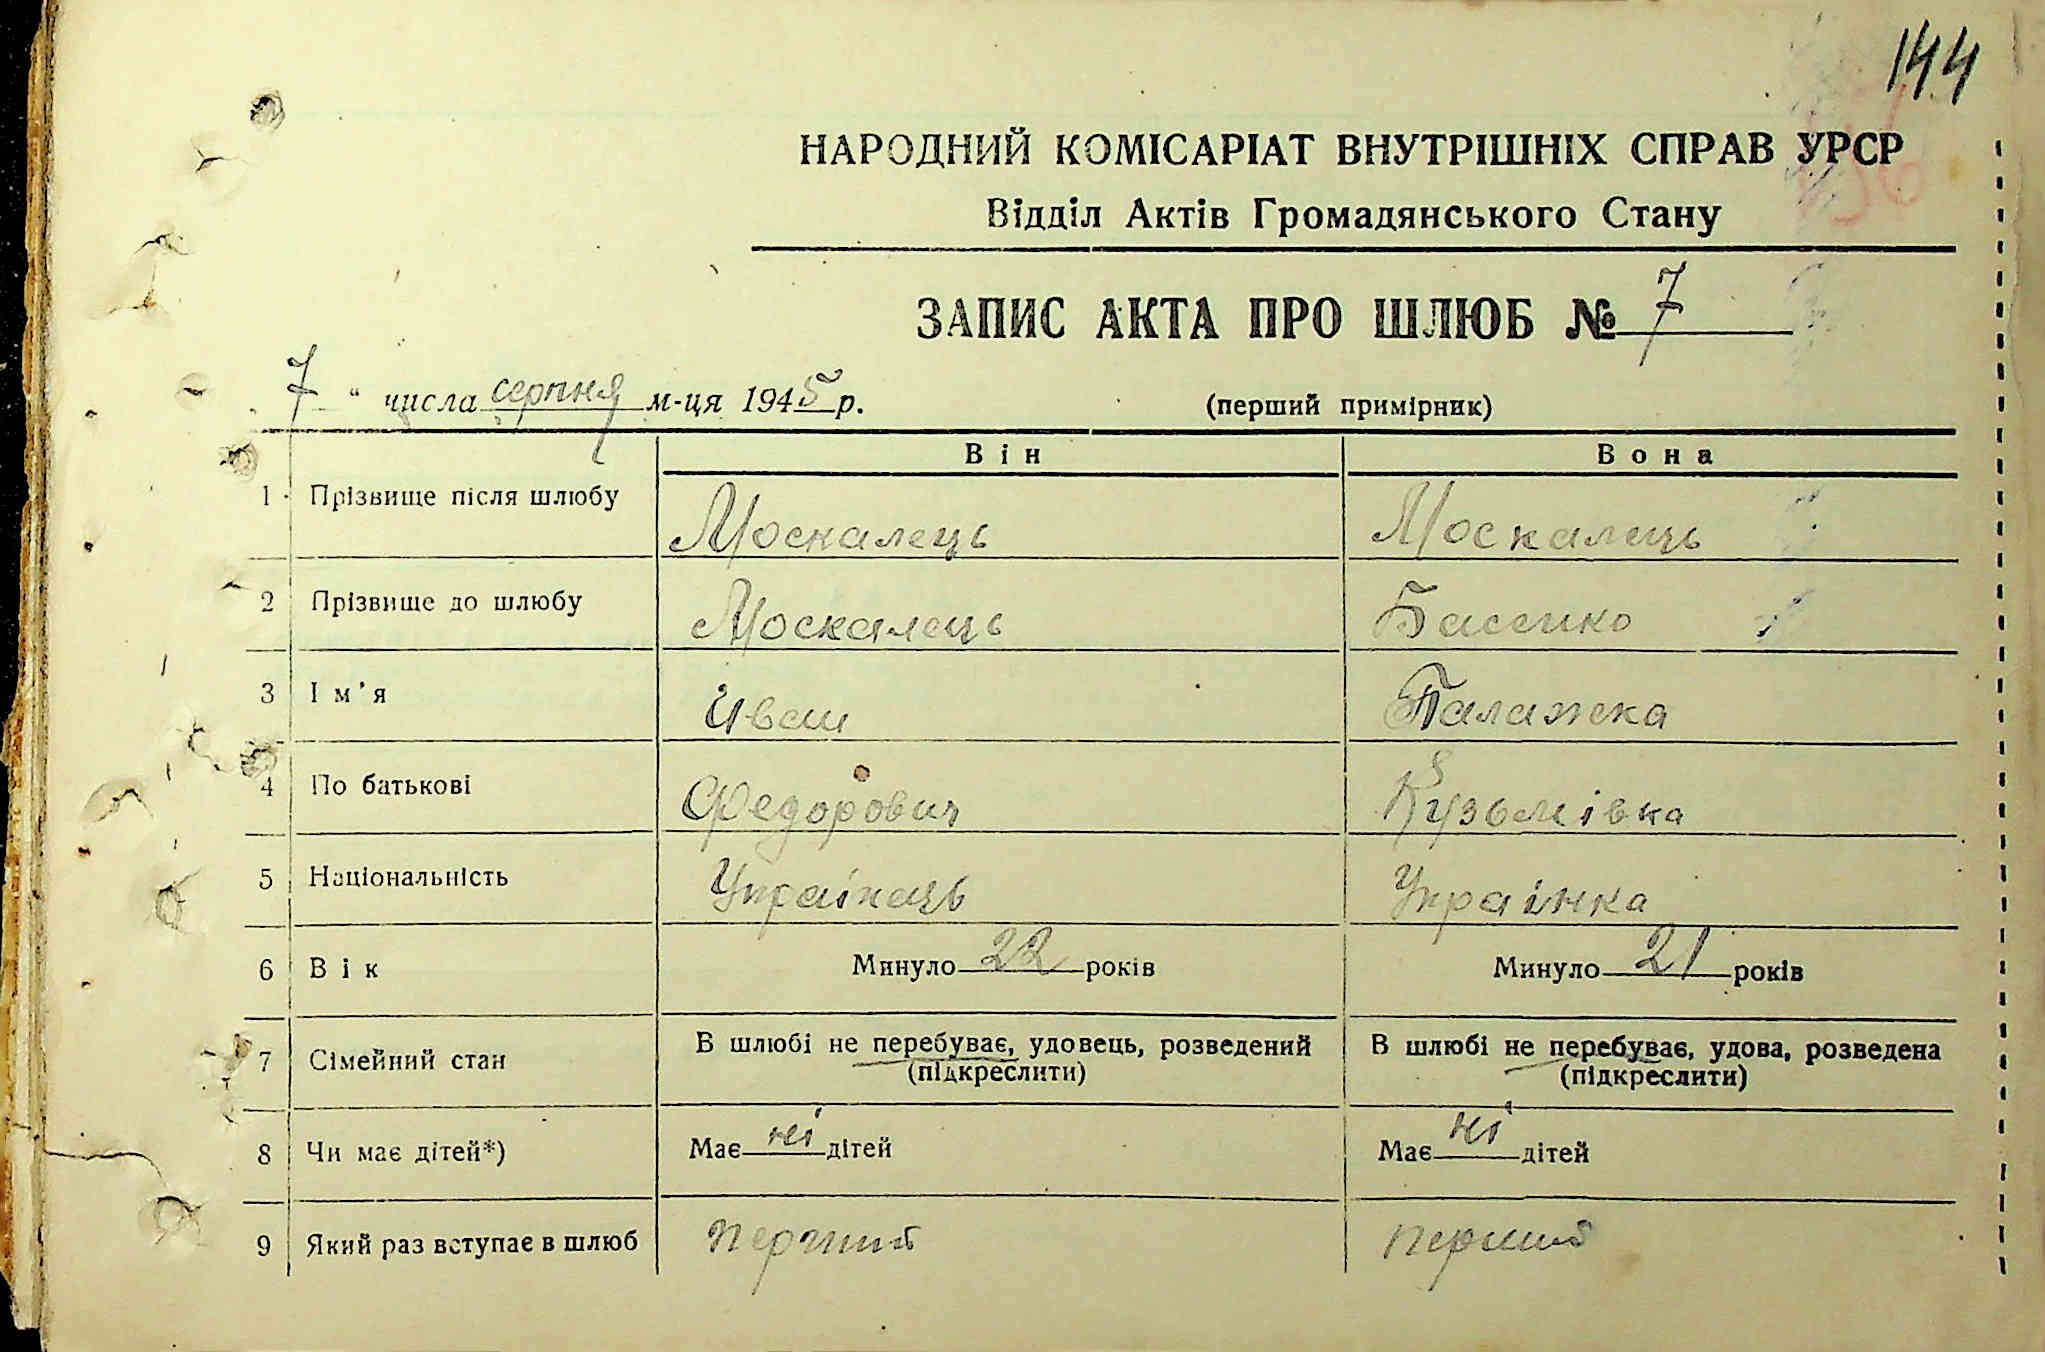 144
НАРОДНИЙ КОМІСАРІАТ ВНУТРІШНІХ СПРАВ УРСР
Відділ Актів Громадянського Стану
ЗАПИС АКТА ПРО ШЛЮБ № 7
7 " числа серпня м-ця 1945 р.
(перший примірник)
Він Вона
1 Прізвище після шлюбу Москалець Москалець
2 Прізвище до шлюбу Москалець
3 Ім'я Иван Палажка
4 По батькові Федорович Кузьмівка
5 Національність Українець Українка
6 Вік Минуло 22 років Минуло 21 років
7 Сімейний стан В шлюбі не перебуває, удовець, розведений В шлюбі не перебуває, удова, розведена
(підкреслити) (підкреслити)
8 Чи має дітей*) Має ні дітей Має ні дітей
9 Який раз вступає в шлюб перший перший